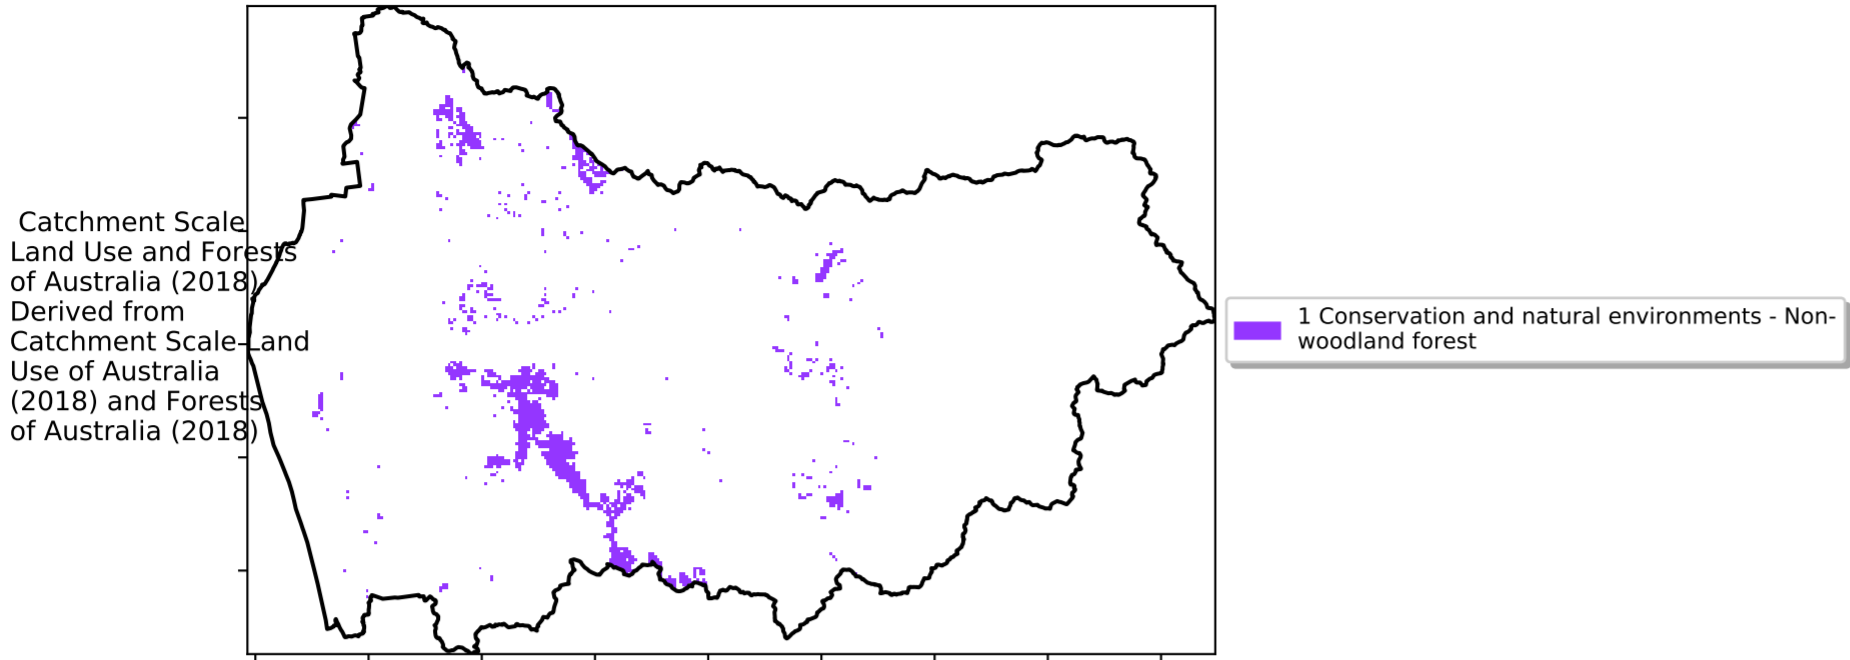 Catchment Scale
Land Use and Forests
of Australia (2018)
Derived from
Catchment Scale Land
Use of Australia
(2018) and Forests
of Australia (2018)
1 Conservation and natural environments - Non-
woodland forest